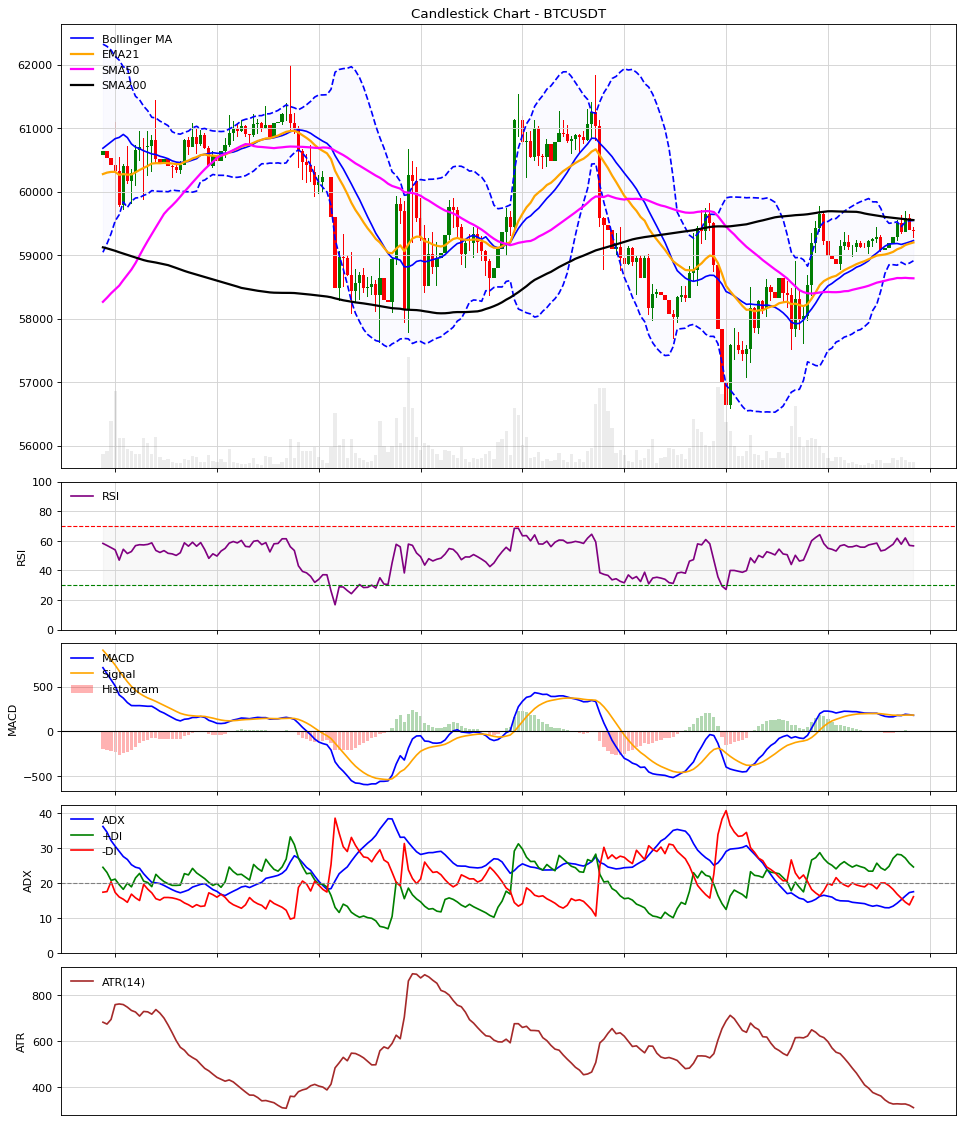 Candlestick Chart - BTCUSDT
Bollinger MA
EMA21
SMA50
SMA200
62000
61000
60000
59000
58000
57000
56000
RSI
100
80
60
40
20
0
RSI
MACD
Signal
Histogram
500
0
−500
MACD
ADX
+DI
-DI
40
30
20
10
0
ADX
ATR(14)
800
600
400
ATR